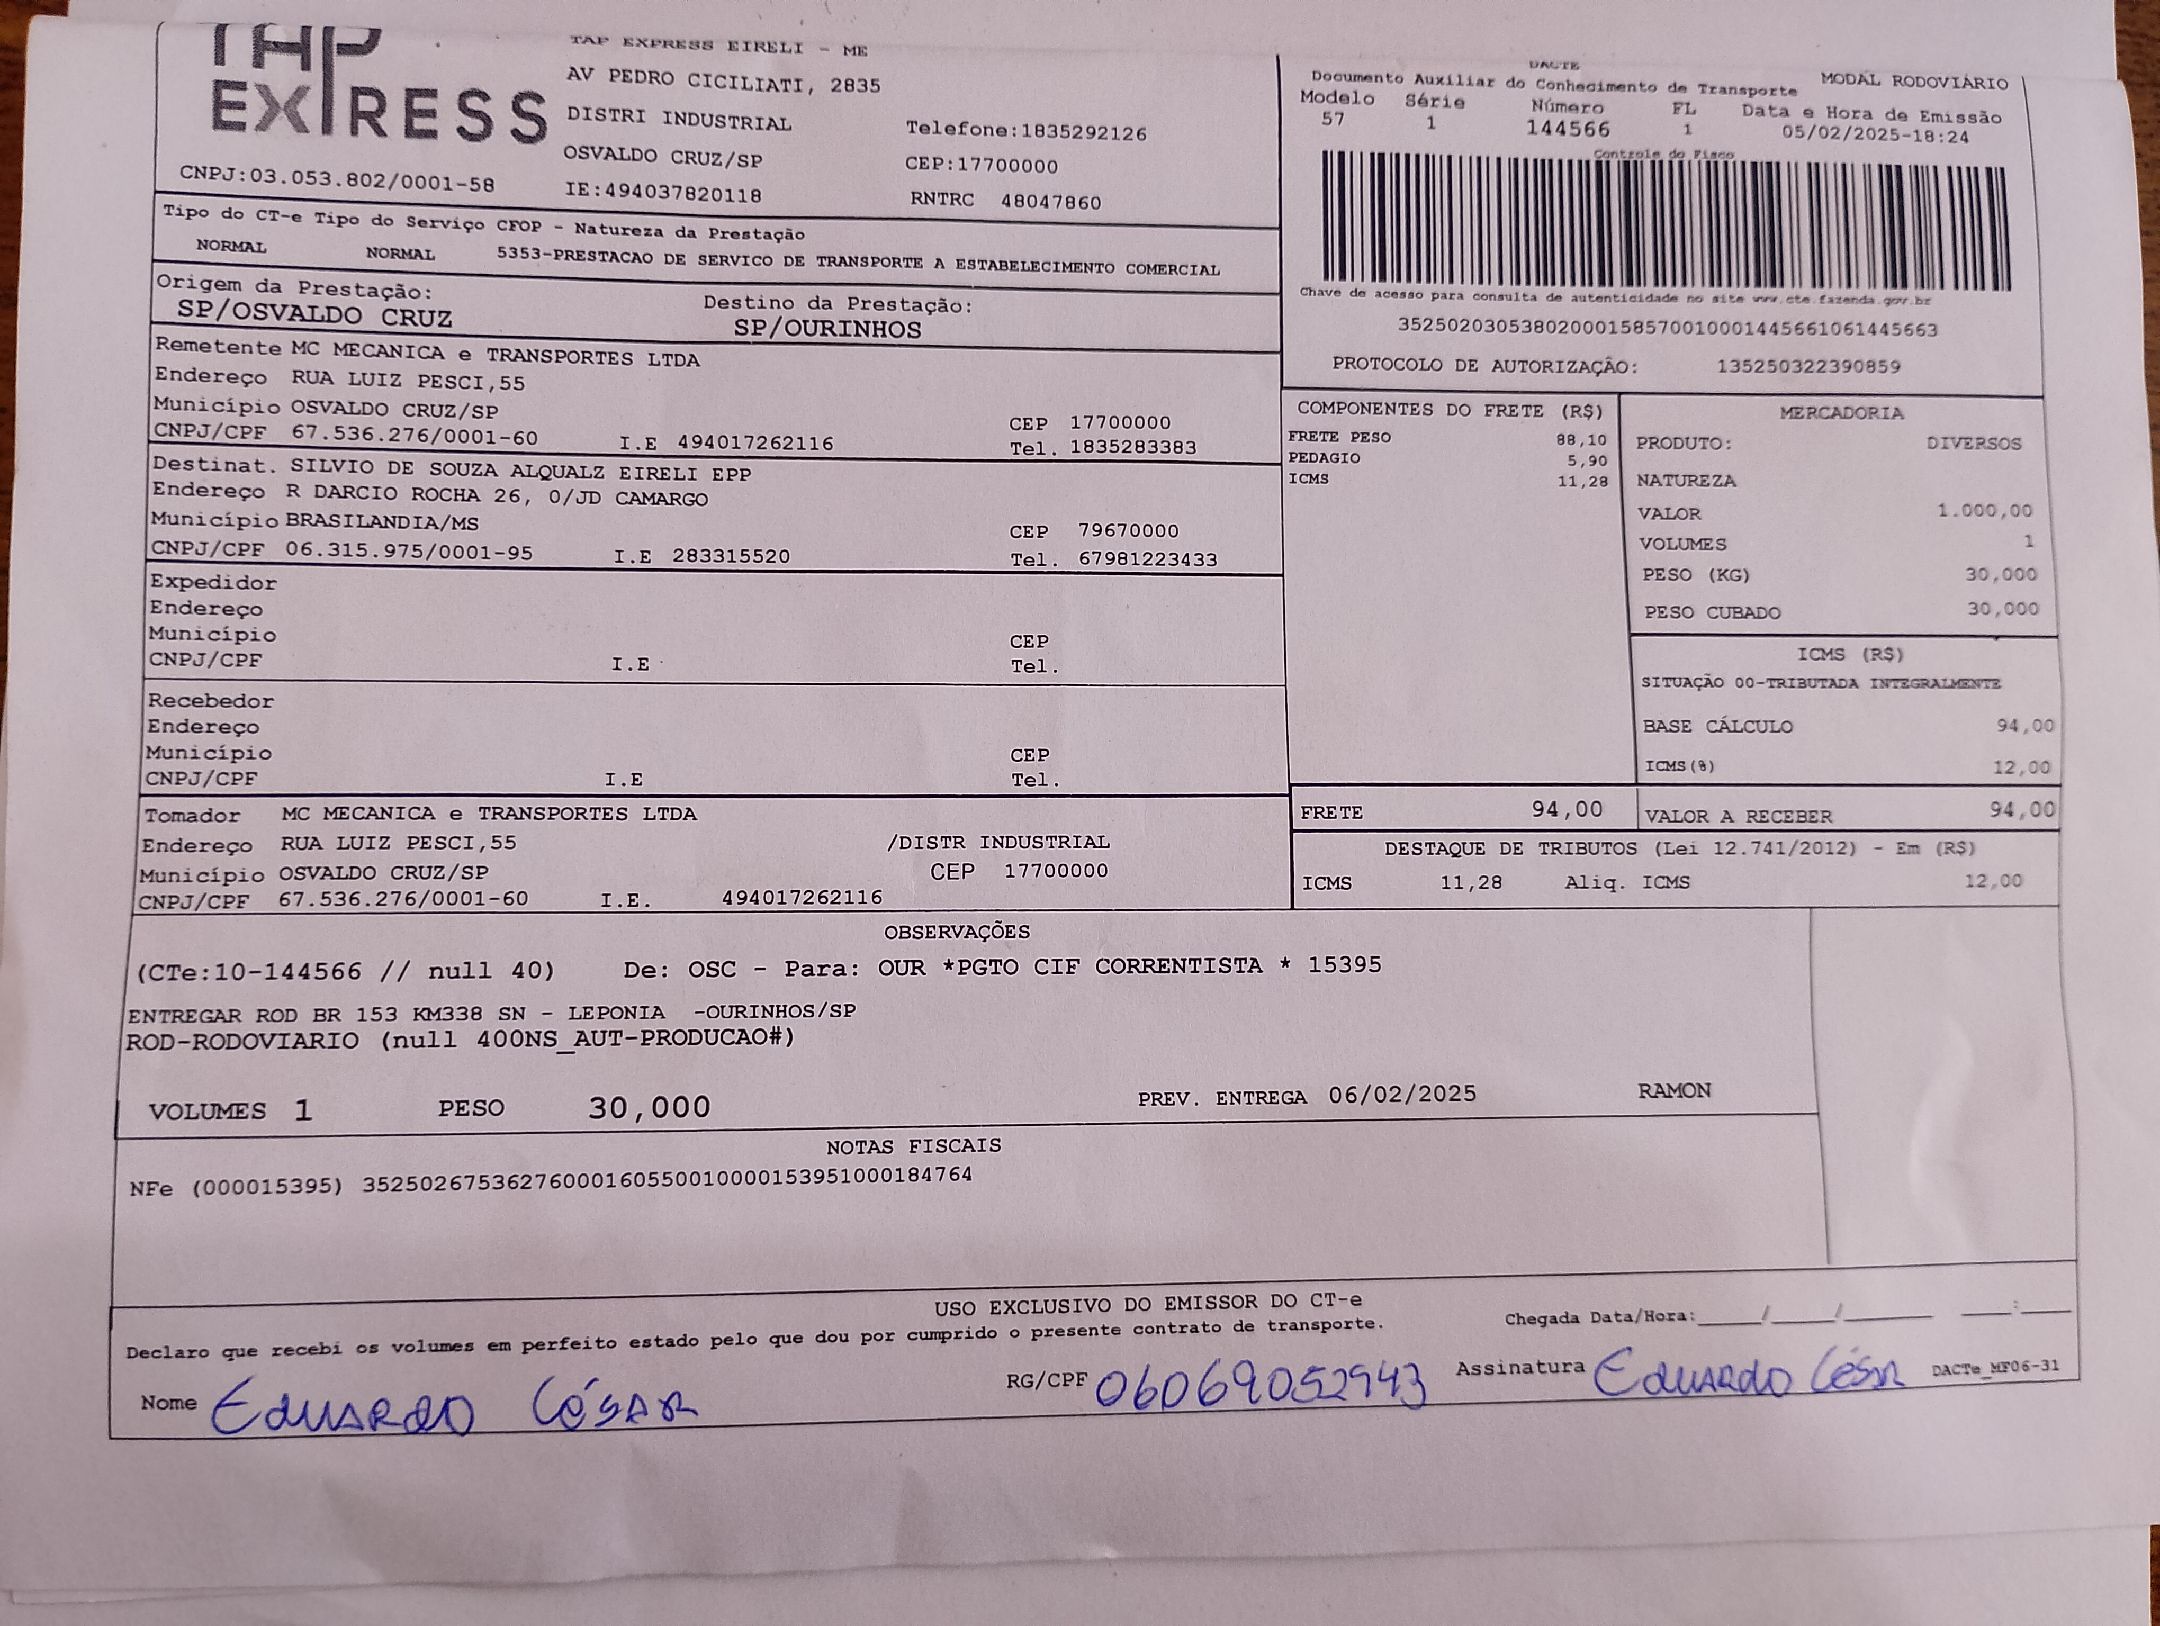 TAP
EXPRESS
TAP EXPRESS EIRELI - ME
AV PEDRO CICILIATI, 2835
DISTRI INDUSTRIAL Telefone:1835292126
OSVALDO CRUZ/SP CEP:17700000
CNPJ:03.053.802/0001-58 IE:494037820118 RNTRC 48047860
DACTE
Documento Auxiliar do Conhecimento de Transporte MODAL RODOVIÁRIO
Modelo Série Número FL Data e Hora de Emissão
57 1 144566 1 05/02/2025-18:24
Controle do Fisco
Chave de acesso para consulta de autenticidade no site www.cte.fazenda.gov.br
35250203053802000158570010001445661061445663
PROTOCOLO DE AUTORIZAÇÃO: 135250322390859
Tipo do CT-e Tipo do Serviço CFOP - Natureza da Prestação
NORMAL NORMAL 5353-PRESTACAO DE SERVICO DE TRANSPORTE A ESTABELECIMENTO COMERCIAL
Origem da Prestação: Destino da Prestação:
SP/OSVALDO CRUZ SP/OURINHOS
Remetente MC MECANICA e TRANSPORTES LTDA
Endereço RUA LUIZ PESCI,55
Município OSVALDO CRUZ/SP CEP 17700000
CNPJ/CPF 67.536.276/0001-60 I.E 494017262116 Tel. 1835283383
Destinat. SILVIO DE SOUZA ALQUALZ EIRELI EPP
Endereço R DARCIO ROCHA 26, 0/JD CAMARGO
Município BRASILANDIA/MS CEP 79670000
CNPJ/CPF 06.315.975/0001-95 I.E 283315520 Tel. 67981223433
Expedidor
Endereço
Município CEP
CNPJ/CPF I.E Tel.
Recebedor
Endereço
Município CEP
CNPJ/CPF I.E Tel.
Tomador MC MECANICA e TRANSPORTES LTDA
Endereço RUA LUIZ PESCI,55 /DISTR INDUSTRIAL
Município OSVALDO CRUZ/SP CEP 17700000
CNPJ/CPF 67.536.276/0001-60 I.E. 494017262116
COMPONENTES DO FRETE (R$)
FRETE PESO 88,10
PEDAGIO 5,90
ICMS 11,28
MERCADORIA
PRODUTO: DIVERSOS
NATUREZA
VALOR 1.000,00
VOLUMES 1
PESO (KG) 30,000
PESO CUBADO 30,000
ICMS (R$)
SITUAÇÃO 00-TRIBUTADA INTEGRALMENTE
BASE CÁLCULO 94,00
ICMS(%) 12,00
FRETE 94,00 VALOR A RECEBER 94,00
DESTAQUE DE TRIBUTOS (Lei 12.741/2012) - Em (R$)
ICMS 11,28 Aliq. ICMS 12,00
OBSERVAÇÕES
(CTe:10-144566 // null 40) De: OSC - Para: OUR *PGTO CIF CORRENTISTA * 15395
ENTREGAR ROD BR 153 KM338 SN - LEPONIA -OURINHOS/SP
ROD-RODOVIARIO (null 400NS_AUT-PRODUCAO#)
VOLUMES 1 PESO 30,000 PREV. ENTREGA 06/02/2025 RAMON
NOTAS FISCAIS
NFe (000015395) 35250267536276000160550010000153951000184764
USO EXCLUSIVO DO EMISSOR DO CT-e
Declaro que recebi os volumes em perfeito estado pelo que dou por cumprido o presente contrato de transporte. Chegada Data/Hora:_____/_____/_______ ____:____
Nome EDUARDO CÉSAR RG/CPF 06069052943 Assinatura EDUARDO CÉSAR DACTe_MF06-31